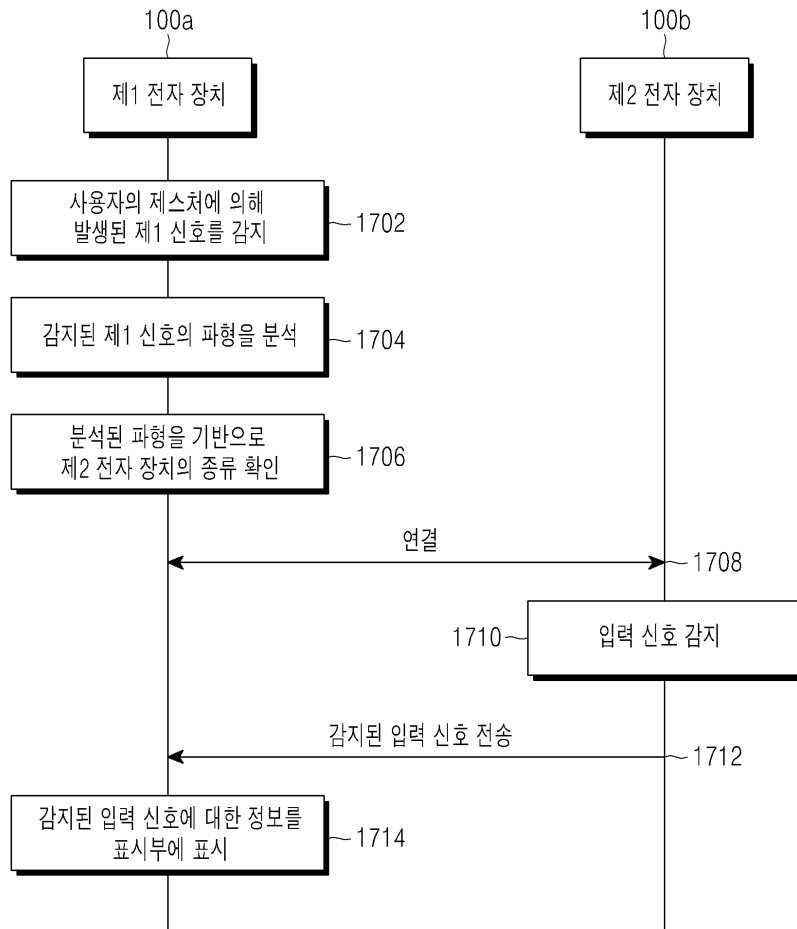 100a
100b
제1 전자 장치
제2 전자 장치
사용자의 제스처에 의해
발생된 제1 신호를 감지
1702
감지된 제1 신호의 파형을 분석
1704
분석된 파형을 기반으로
제2 전자 장치의 종류 확인
1706
연결
1708
1710
입력 신호 감지
감지된 입력 신호 전송
1712
감지된 입력 신호에 대한 정보를
표시부에 표시
1714